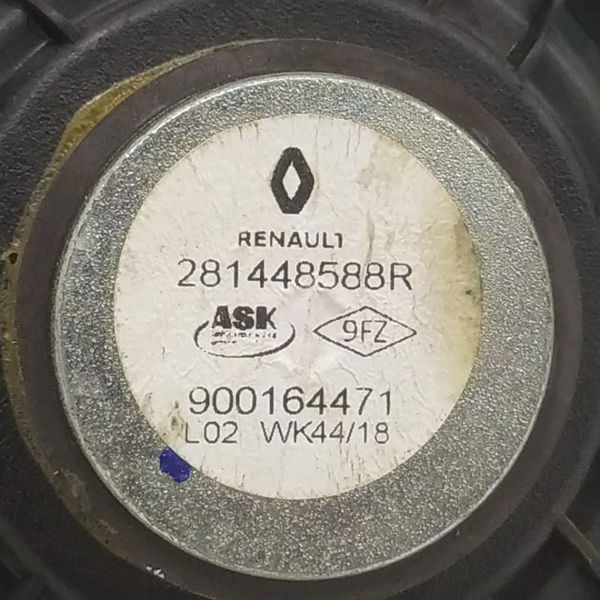 RENAULT
281448588R
ASK
9FZ
900164471
L02 WK44/18